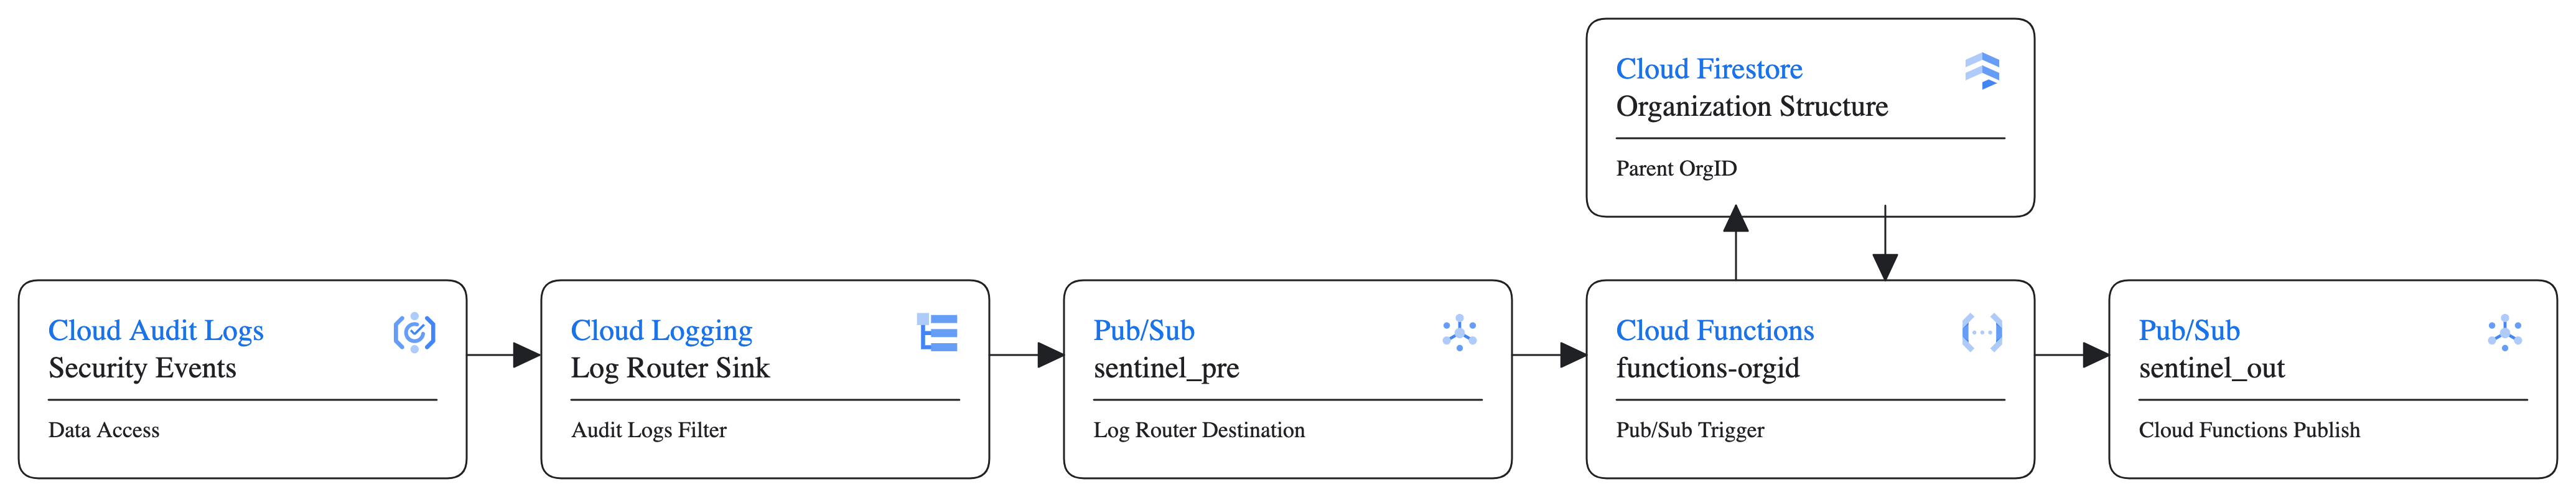 Cloud Firestore
Organization Structure
Parent OrgID
Cloud Audit Logs
Security Events
Data Access
Cloud Logging
Log Router Sink
Audit Logs Filter
Pub/Sub
sentinel_pre
Log Router Destination
Cloud Functions
functions-orgid
Pub/Sub Trigger
Pub/Sub
sentinel_out
Cloud Functions Publish